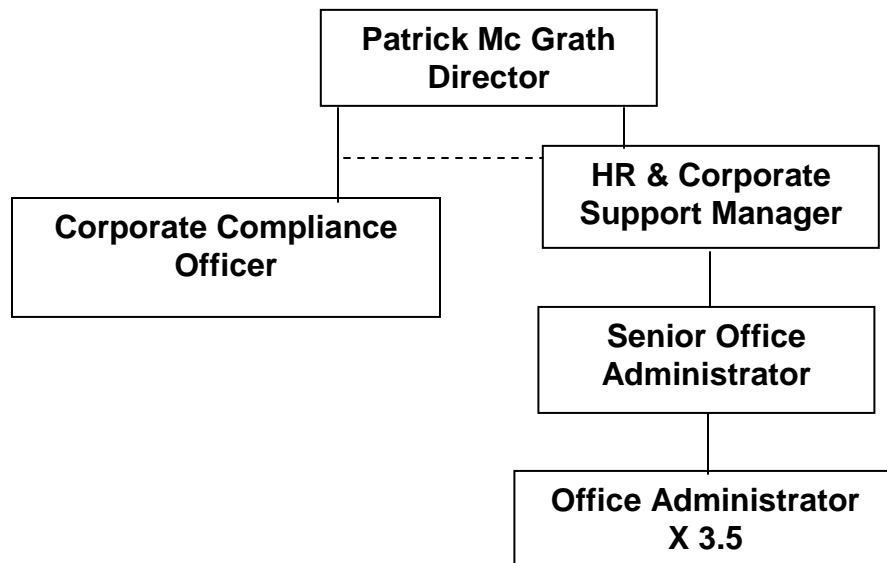 Patrick Mc Grath
Director
HR & Corporate
Support Manager
Corporate Compliance
Officer
Senior Office
Administrator
Office Administrator
X 3.5